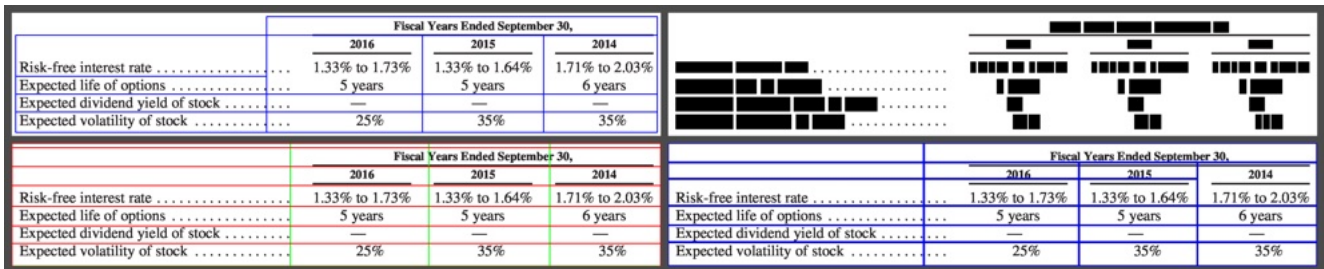 Fiscal Years Ended September 30,
2016 2015 2014
Risk-free interest rate . . . . . . . . . . . . . . . . . 1.33% to 1.73% 1.33% to 1.64% 1.71% to 2.03%
Expected life of options . . . . . . . . . . . . . . . 5 years 5 years 6 years
Expected dividend yield of stock . . . . . . . . . — — —
Expected volatility of stock . . . . . . . . . . . . 25% 35% 35%
Fiscal Years Ended September 30,
2016 2015 2014
Risk-free interest rate . . . . . . . . . . . . . . . . . 1.33% to 1.73% 1.33% to 1.64% 1.71% to 2.03%
Expected life of options . . . . . . . . . . . . . . . 5 years 5 years 6 years
Expected dividend yield of stock . . . . . . . . . — — —
Expected volatility of stock . . . . . . . . . . . . 25% 35% 35%
Fiscal Years Ended September 30,
2016 2015 2014
Risk-free interest rate . . . . . . . . . . . . . . . . . 1.33% to 1.73% 1.33% to 1.64% 1.71% to 2.03%
Expected life of options . . . . . . . . . . . . . . . 5 years 5 years 6 years
Expected dividend yield of stock . . . . . . . . . — — —
Expected volatility of stock . . . . . . . . . . . . 25% 35% 35%